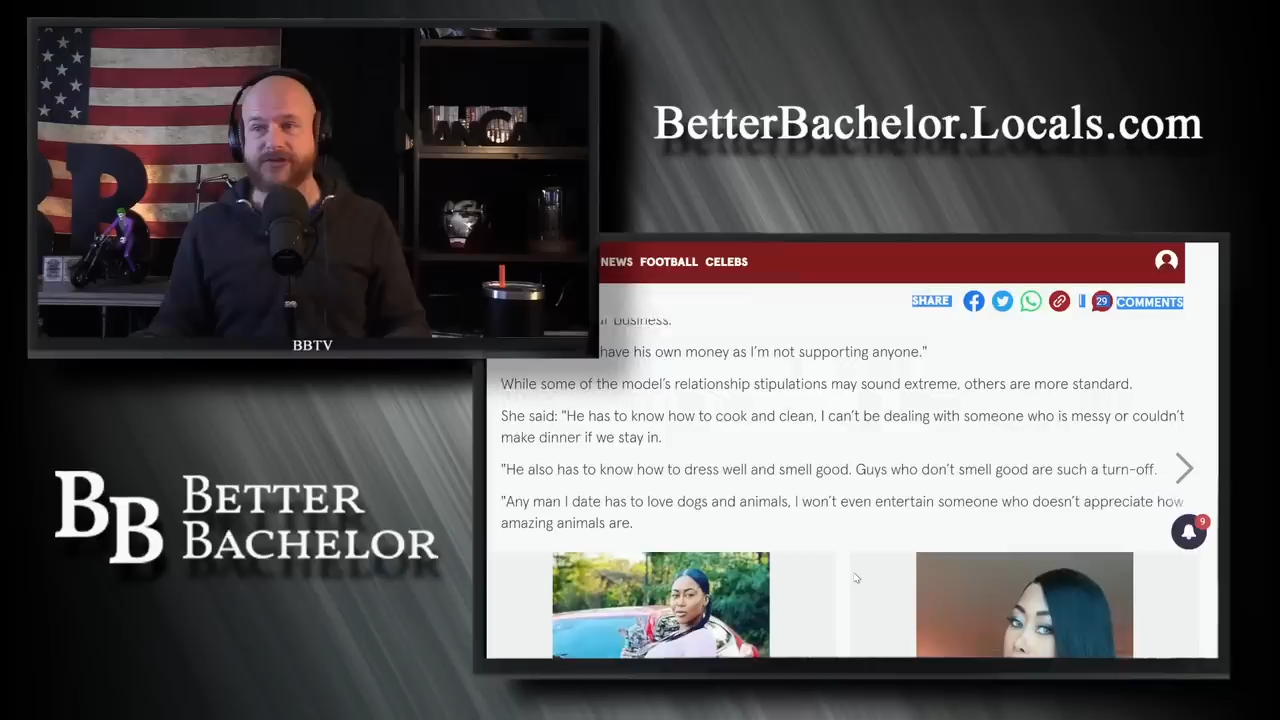 BetterBachelor.Locals.com
BBTV
NEWS FOOTBALL CELEBS
SHARE 29 COMMENTS
business.
have his own money as I'm not supporting anyone."
While some of the model's relationship stipulations may sound extreme, others are more standard.
She said: "He has to know how to cook and clean, I can't be dealing with someone who is messy or couldn't
make dinner if we stay in.
"He also has to know how to dress well and smell good. Guys who don't smell good are such a turn-off.
"Any man I date has to love dogs and animals, I won't even entertain someone who doesn't appreciate how
amazing animals are.
9
BB BETTER
BACHELOR